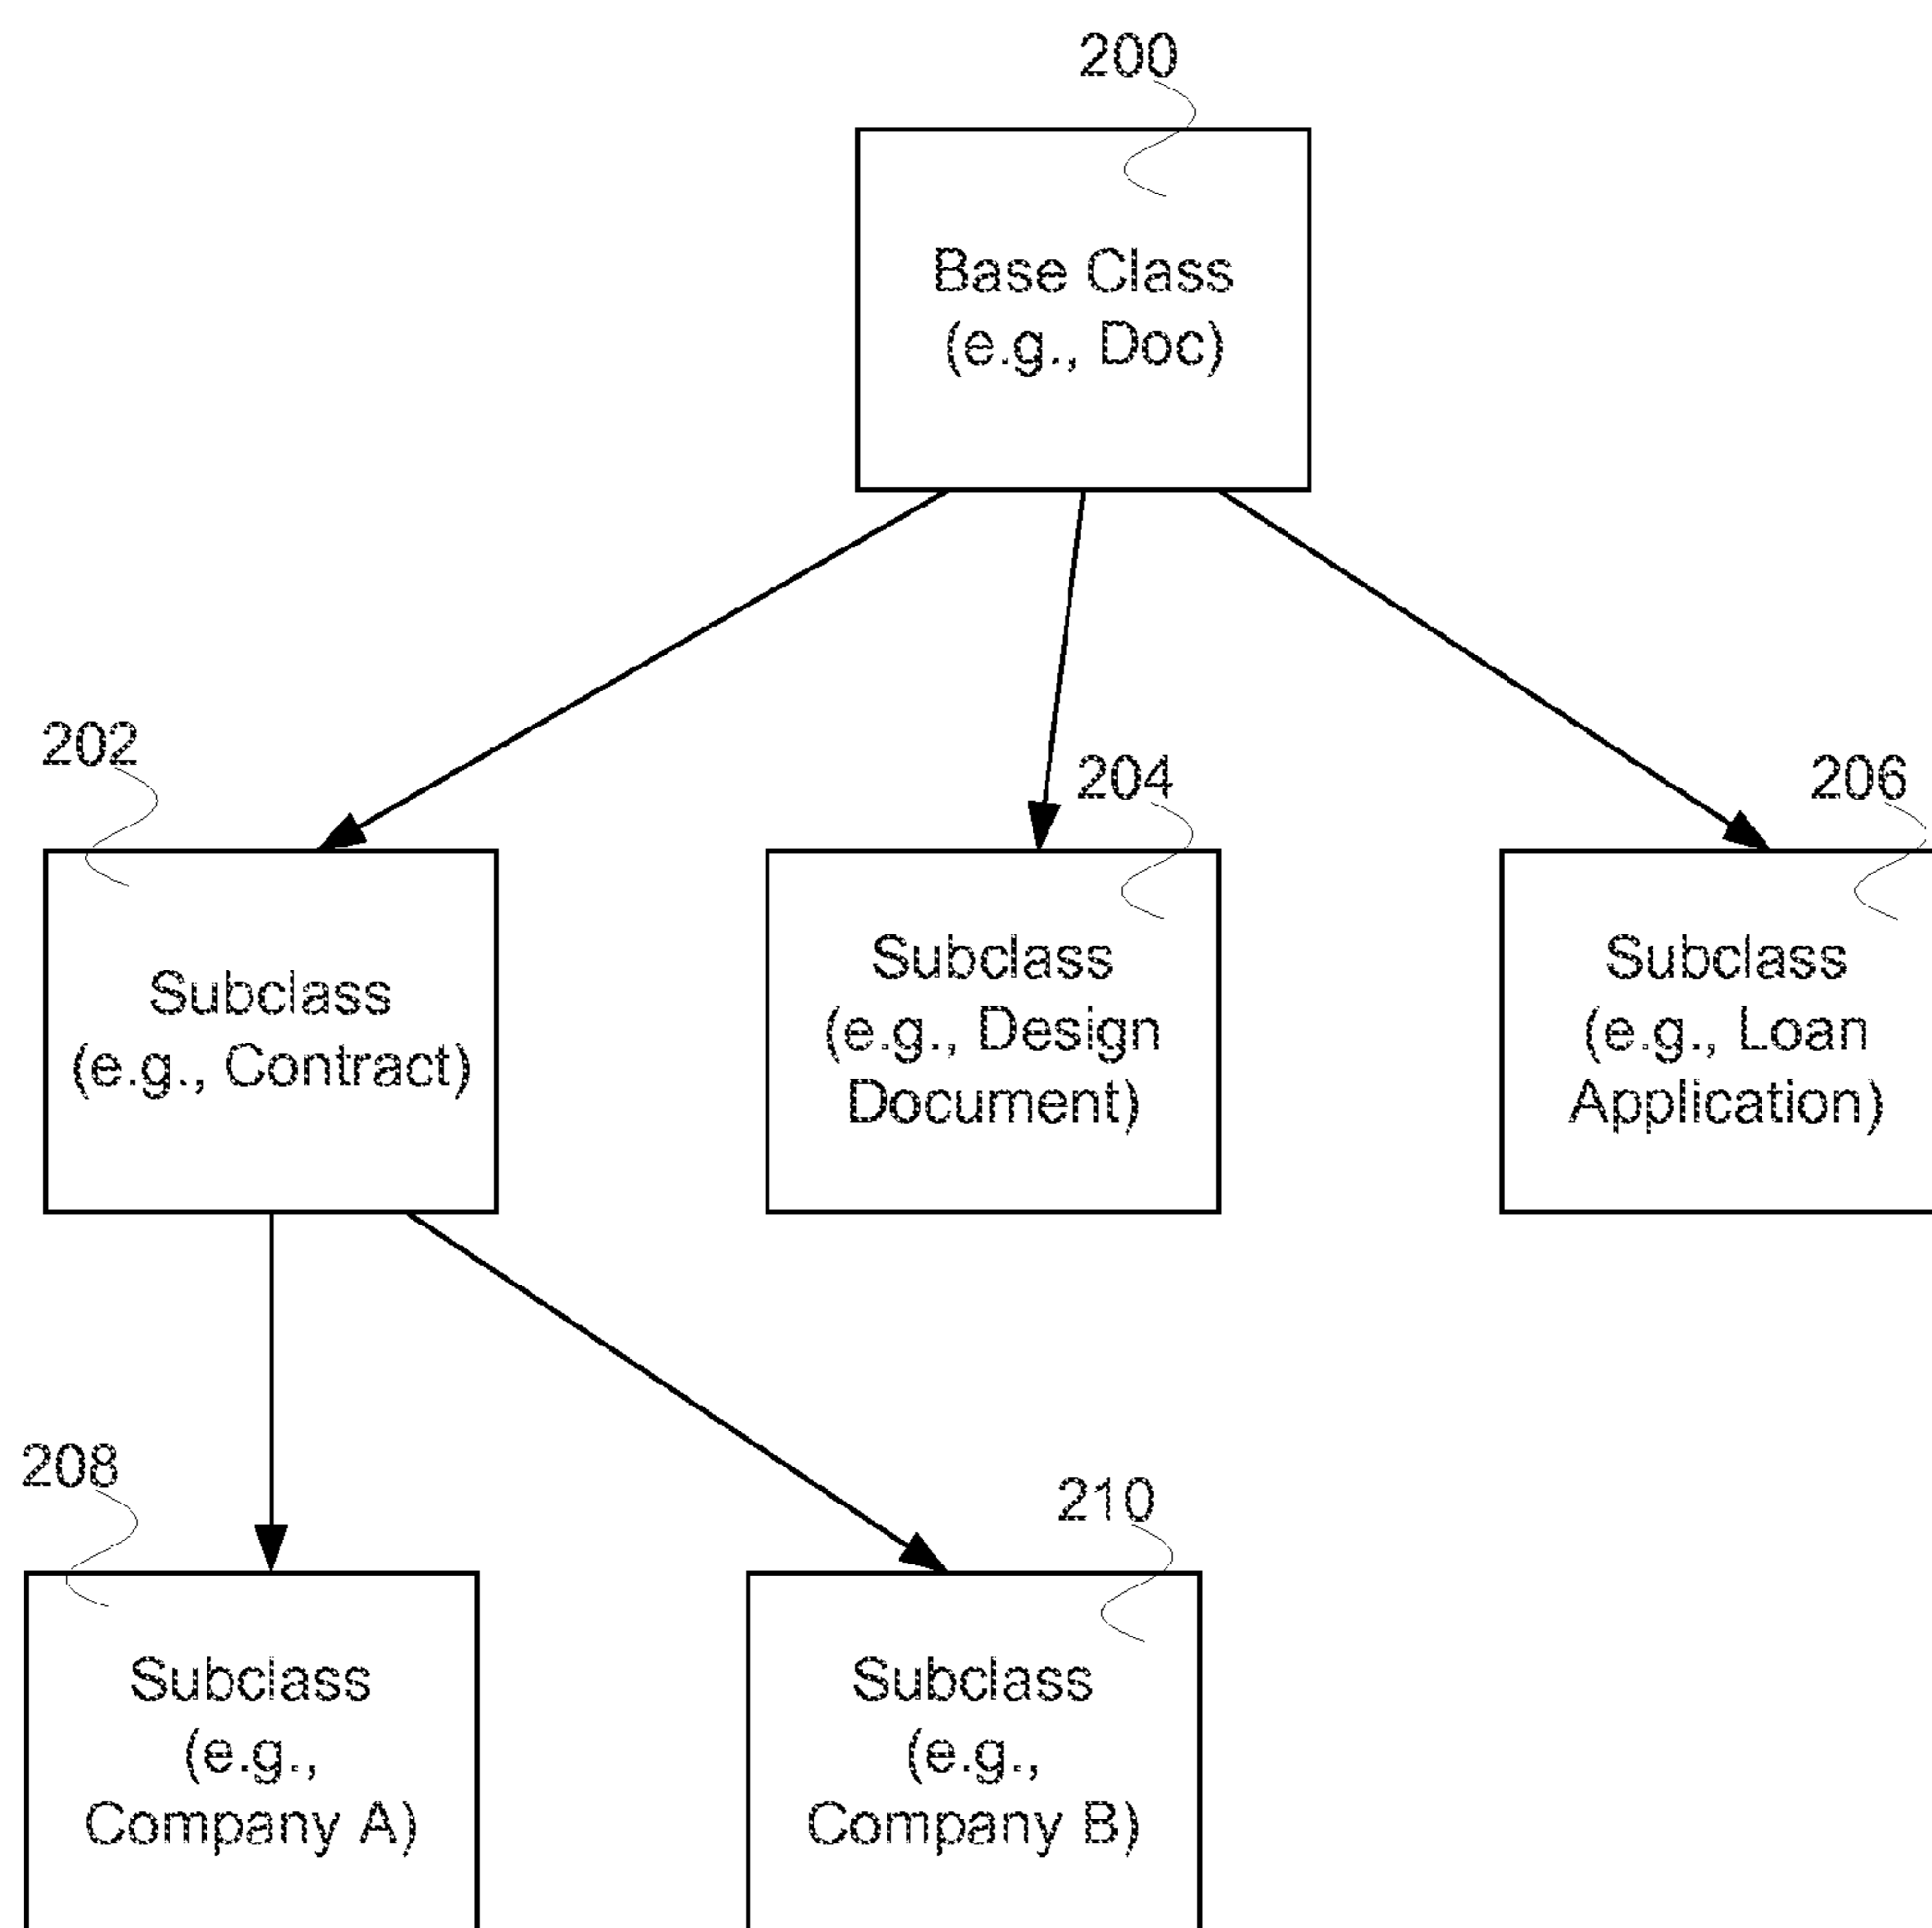 200
Base Class
(e.g., Doc)
202
204
206
Subclass
(e.g., Contract)
Subclass
(e.g., Design
Document)
Subclass
(e.g., Loan
Application)
208
210
Subclass
(e.g.,
Company A)
Subclass
(e.g.,
Company B)